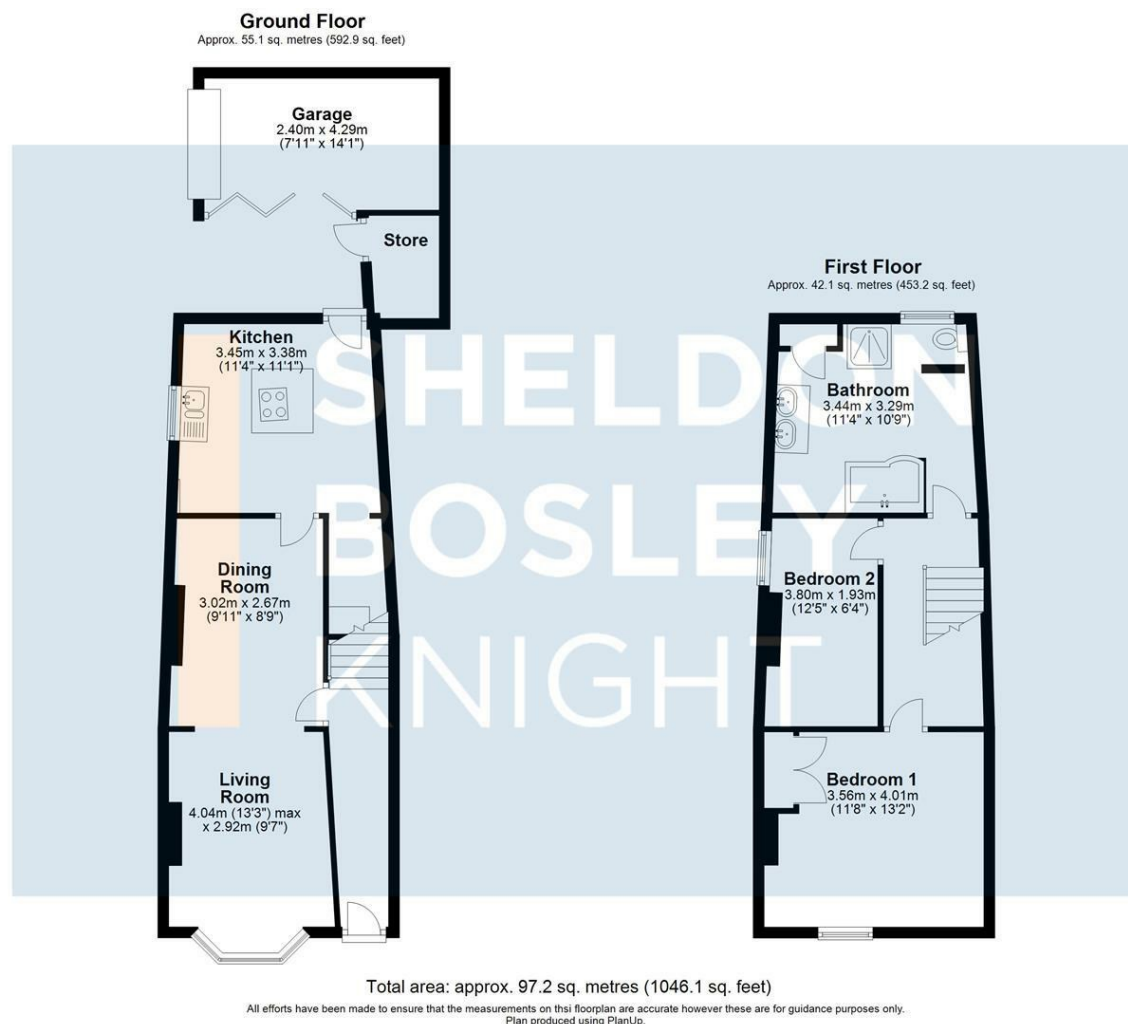 Ground Floor
Approx. 55.1 sq. metres (592.9 sq. feet)
Garage
2.40m x 4.29m
(7'11" x 14'1")
Store
Kitchen
3.45m x 3.38m
(11'4" x 11'1")
Dining
Room
3.02m x 2.67m
(9'11" x 8'9")
Living
Room
4.04m (13'3") max
x 2.92m (9'7")
First Floor
Approx. 42.1 sq. metres (453.2 sq. feet)
Bathroom
3.44m x 3.29m
(11'4" x 10'9")
Bedroom 2
3.80m x 1.93m
(12'5" x 6'4")
Bedroom 1
3.56m x 4.01m
(11'8" x 13'2")
SHELDON
BOSLEY
KNIGHT
Total area: approx. 97.2 sq. metres (1046.1 sq. feet)
All efforts have been made to ensure that the measurements on thsi floorplan are accurate however these are for guidance purposes only.
Plan produced using PlanUp.